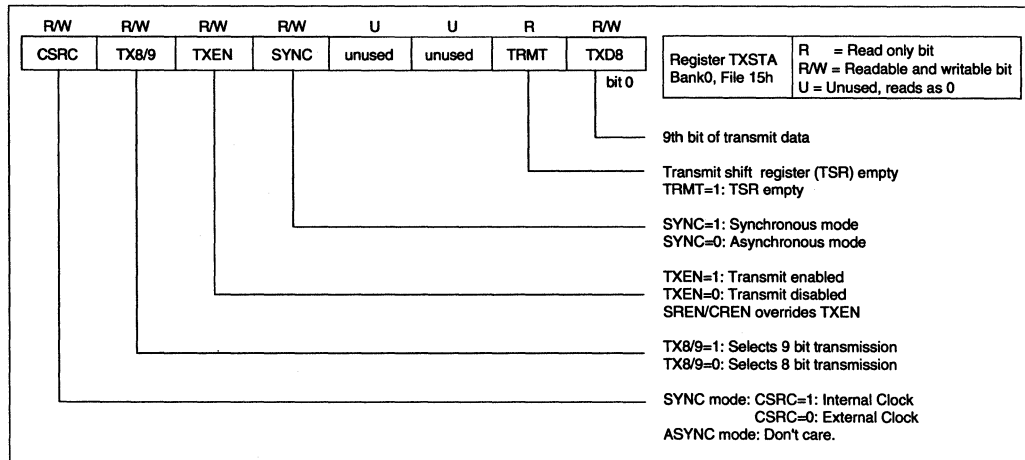 R/W R/W R/W R/W U U R R/W
CSRC TX8/9 TXEN SYNC unused unused TRMT TXD8
bit 0
Register TXSTA
Bank0, File 15h
R = Read only bit
R/W = Readable and writable bit
U = Unused, reads as 0
9th bit of transmit data
Transmit shift register (TSR) empty
TRMT=1: TSR empty
SYNC=1: Synchronous mode
SYNC=0: Asynchronous mode
TXEN=1: Transmit enabled
TXEN=0: Transmit disabled
SREN/CREN overrides TXEN
TX8/9=1: Selects 9 bit transmission
TX8/9=0: Selects 8 bit transmission
SYNC mode: CSRC=1: Internal Clock
CSRC=0: External Clock
ASYNC mode: Don't care.